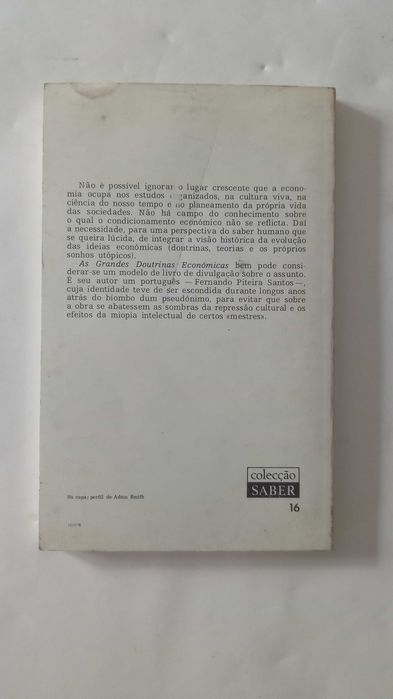 Não é possível ignorar o lugar crescente que a econo-
mia ocupa nos estudos organizados, na cultura viva, na
ciência do nosso tempo e no planeamento da própria vida
das sociedades. Não há campo do conhecimento sobre
o qual o condicionamento económico não se reflicta. Daí
a necessidade, para uma perspectiva do saber humano que
se queira lúcida, de integrar a visão histórica da evolução
das ideias económicas (doutrinas, teorias e os próprios
sonhos utópicos).
As Grandes Doutrinas Económicas bem pode consi-
derar-se um modelo de livro de divulgação sobre o assunto.
É seu autor um português — Fernando Piteira Santos —,
cuja identidade teve de ser escondida durante longos anos
atrás do biombo dum pseudónimo, para evitar que sobre
a obra se abatessem as sombras da repressão cultural e os
efeitos da miopia intelectual de certos «mestres».
colecção
SABER
Na capa: perfil de Adam Smith
16